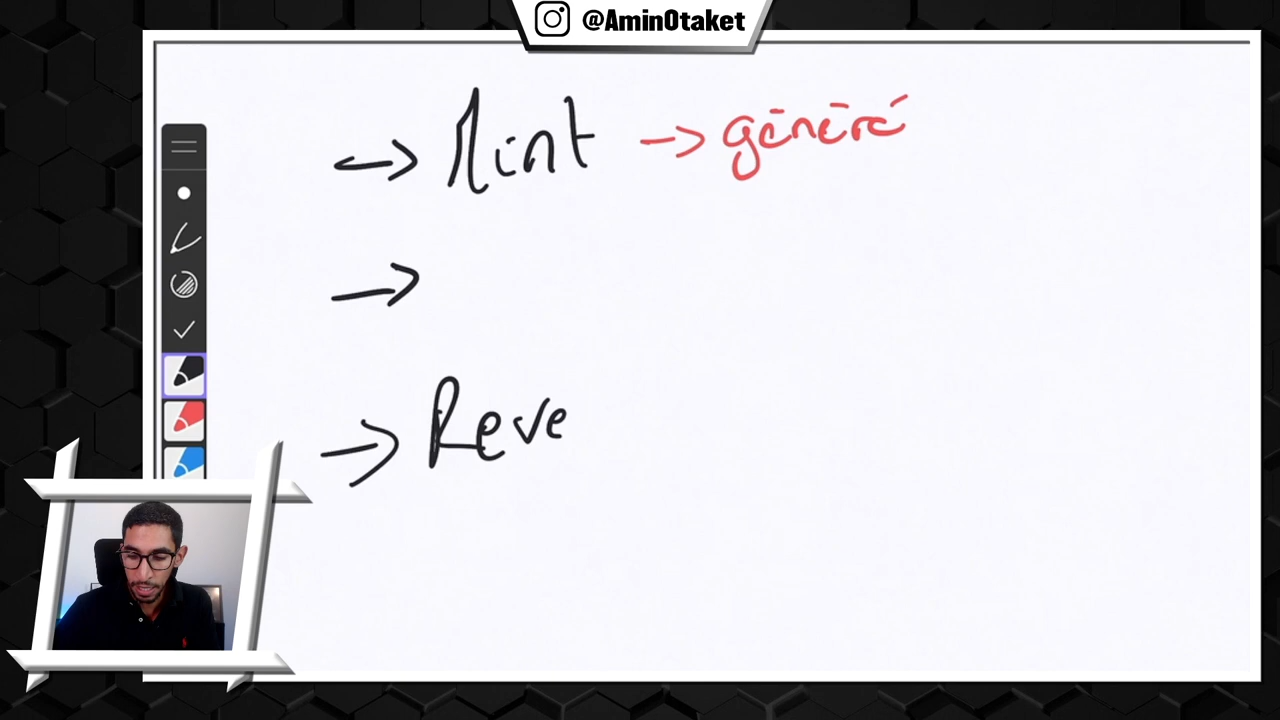 @AminOtaket
→ Mint → généré
→
→ Reve